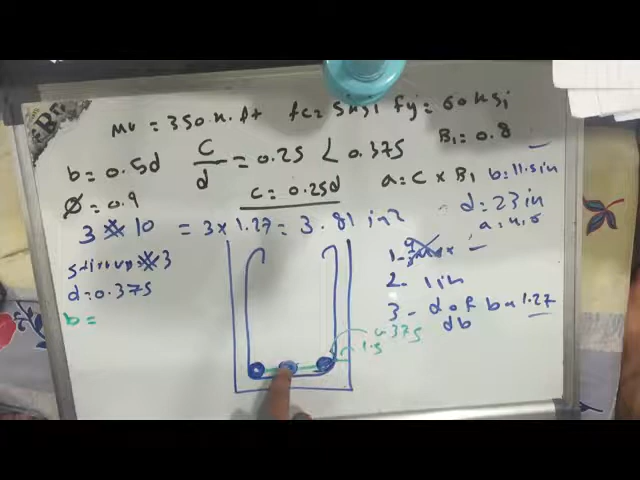 Mu = 350 k.ft fc = 5ksi fy = 60ksi
b = 0.5d c/d = 0.25 < 0.375 B1 = 0.8
Ø = 0.9 c = 0.25d a = c x B1 b = 11.5in
d = 23in
3 # 10 = 3 x 1.27 = 3.81 in2
stirrup # 3
d = 0.375
b =
1-
2- 1in
3- d of b = 1.27
db
0.375
1.5